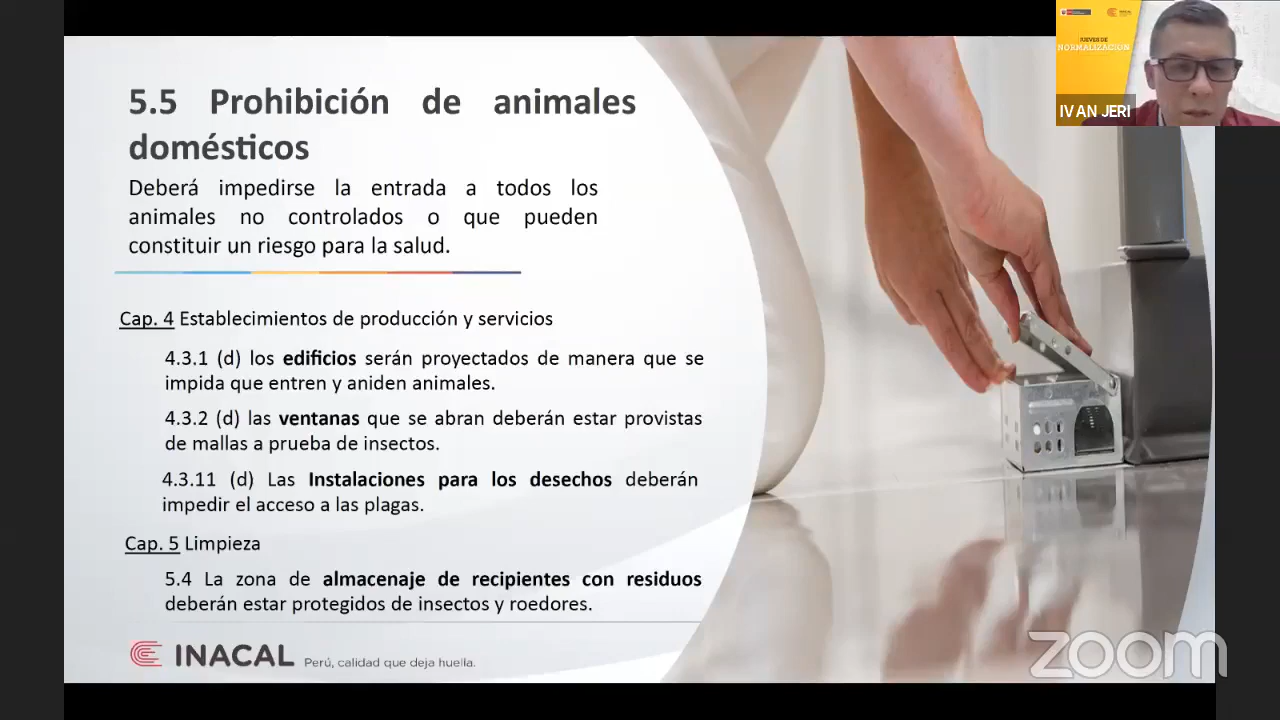 5.5 Prohibición de animales
domésticos
Deberá impedirse la entrada a todos los
animales no controlados o que pueden
constituir un riesgo para la salud.
Cap. 4 Establecimientos de producción y servicios
4.3.1 (d) los edificios serán proyectados de manera que se
impida que entren y aniden animales.
4.3.2 (d) las ventanas que se abran deberán estar provistas
de mallas a prueba de insectos.
4.3.11 (d) Las Instalaciones para los desechos deberán
impedir el acceso a las plagas.
Cap. 5 Limpieza
5.4 La zona de almacenaje de recipientes con residuos
deberán estar protegidos de insectos y roedores.
INACAL Perú, calidad que deja huella.
JUEVES DE
NORMALIZACIÓN
IVAN JERI
zoom